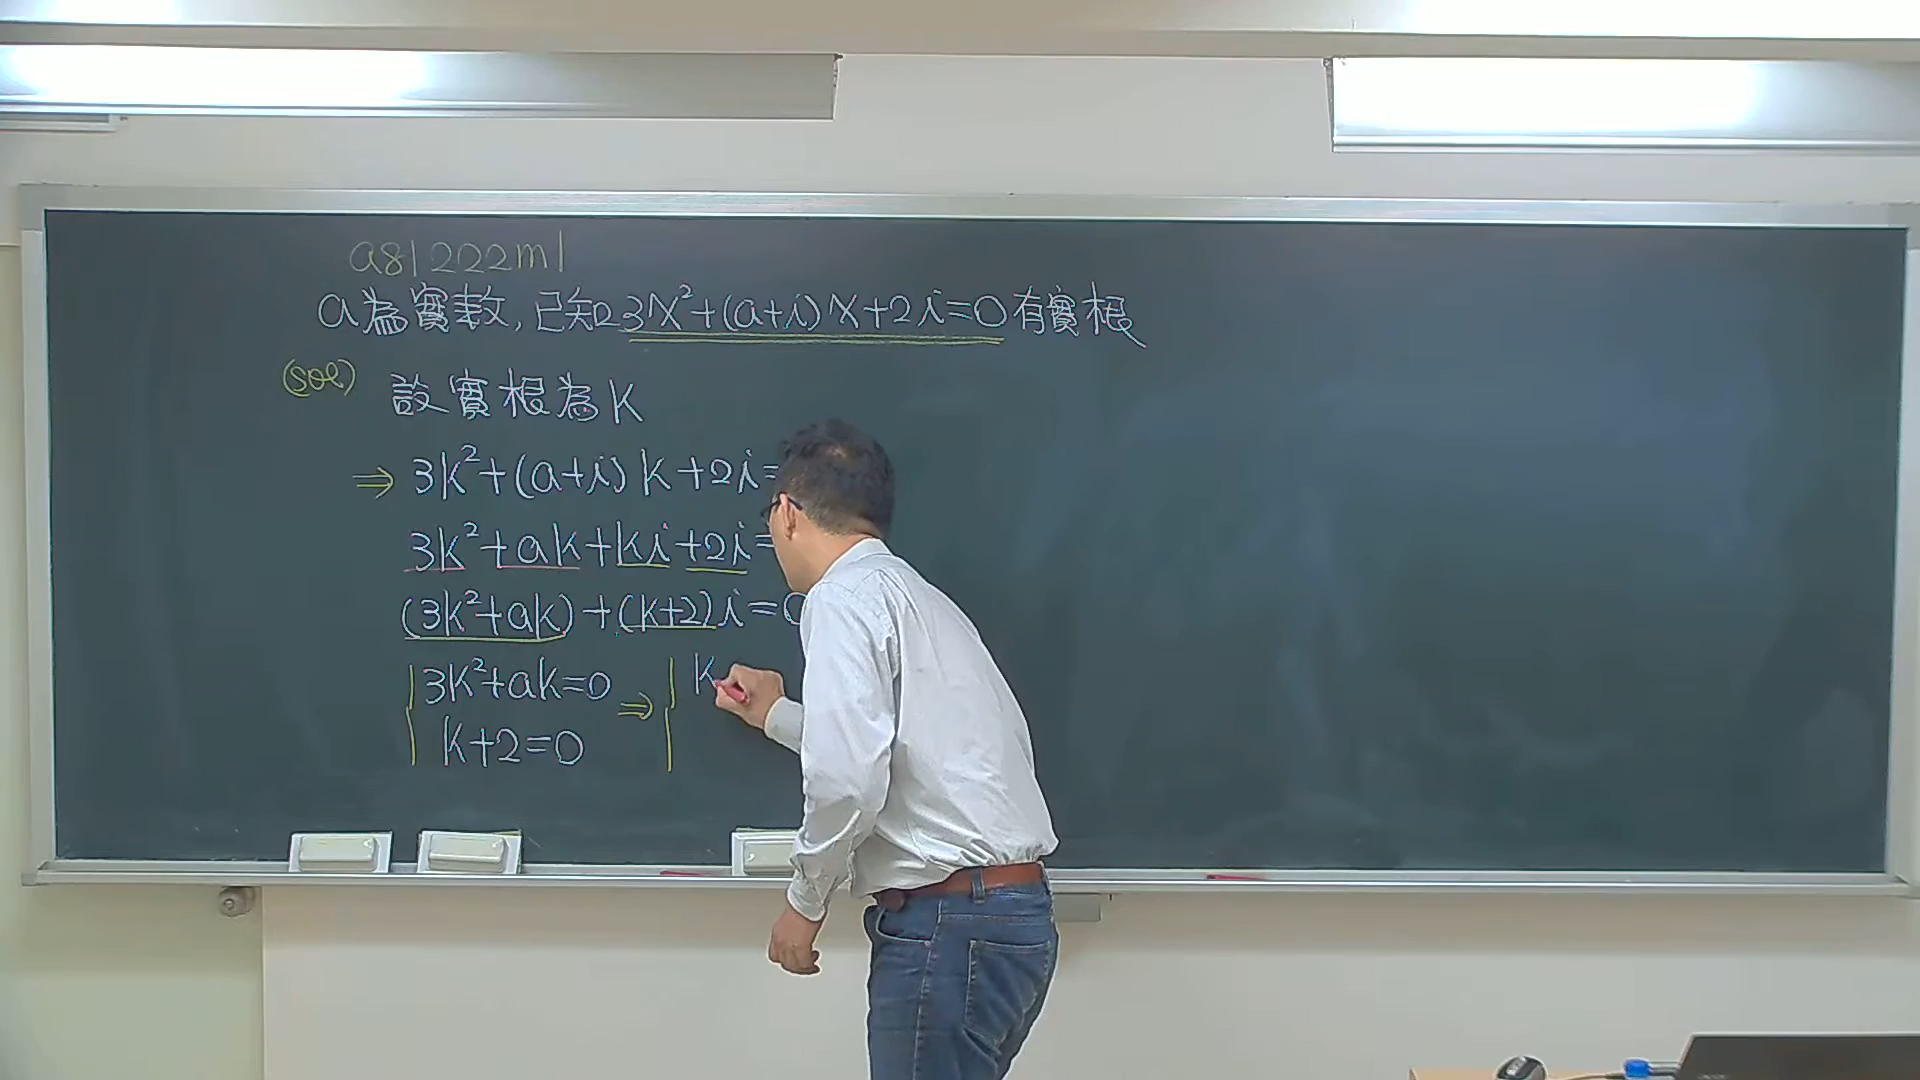 a81222m1
a為實數,已知3x²+(a+i)x+2i=0有實根
(sol) 設實根為k
⇒ 3k²+(a+i)k+2i=
3k²+ak+ki+2i=
(3k²+ak)+(k+2)i=0
3k²+ak=0 ⇒ k
k+2=0